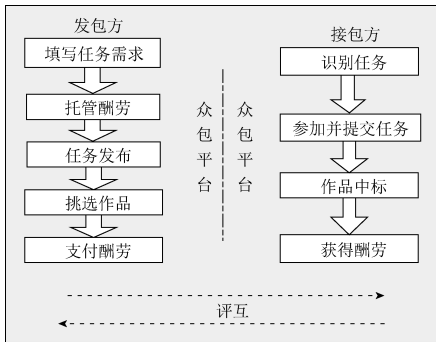 发包方
填写任务需求
托管酬劳
任务发布
挑选作品
支付酬劳
众包平台
众包平台
接包方
识别任务
参加并提交任务
作品中标
获得酬劳
评互